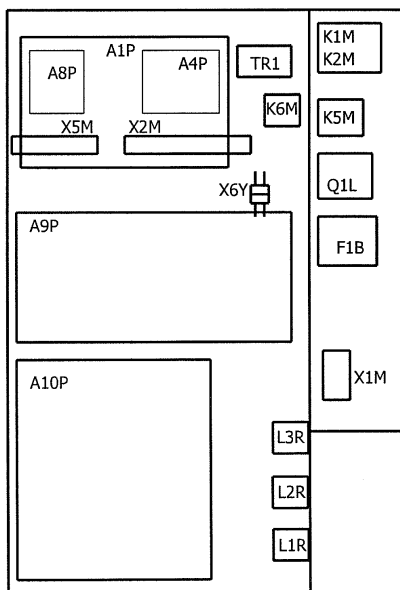 A1P
A8P
A4P
TR1
K1M
K2M
X5M
X2M
K6M
K5M
X6Y
Q1L
A9P
F1B
A10P
X1M
L3R
L2R
L1R